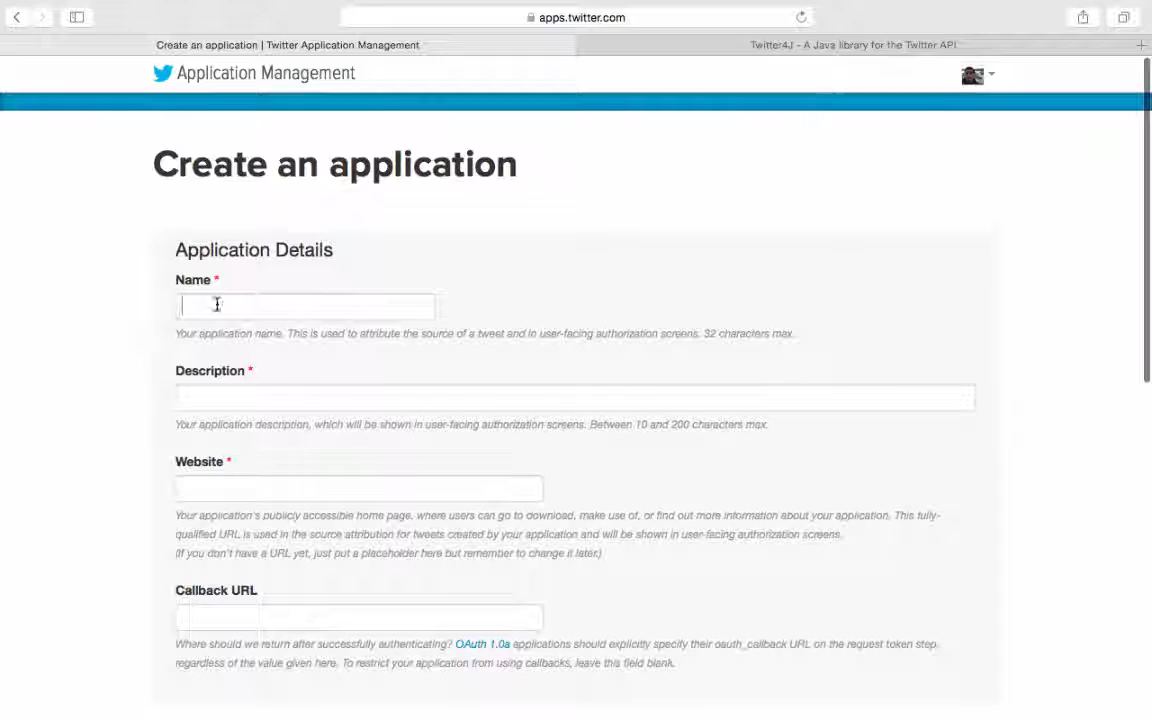 apps.twitter.com
Create an application | Twitter Application Management
Twitter4J - A Java library for the Twitter API
Application Management
Create an application
Application Details
Name *
Your application name. This is used to attribute the source of a tweet and in user-facing authorization screens. 32 characters max.
Description *
Your application description, which will be shown in user-facing authorization screens. Between 10 and 200 characters max.
Website *
Your application's publicly accessible home page, where users can go to download, make use of, or find out more information about your application. This fully-
qualified URL is used in the source attribution for tweets created by your application and will be shown in user-facing authorization screens.
(If you don't have a URL yet, just put a placeholder here but remember to change it later.)
Callback URL
Where should we return after successfully authenticating? OAuth 1.0a applications should explicitly specify their oauth_callback URL on the request token step,
regardless of the value given here. To restrict your application from using callbacks, leave this field blank.